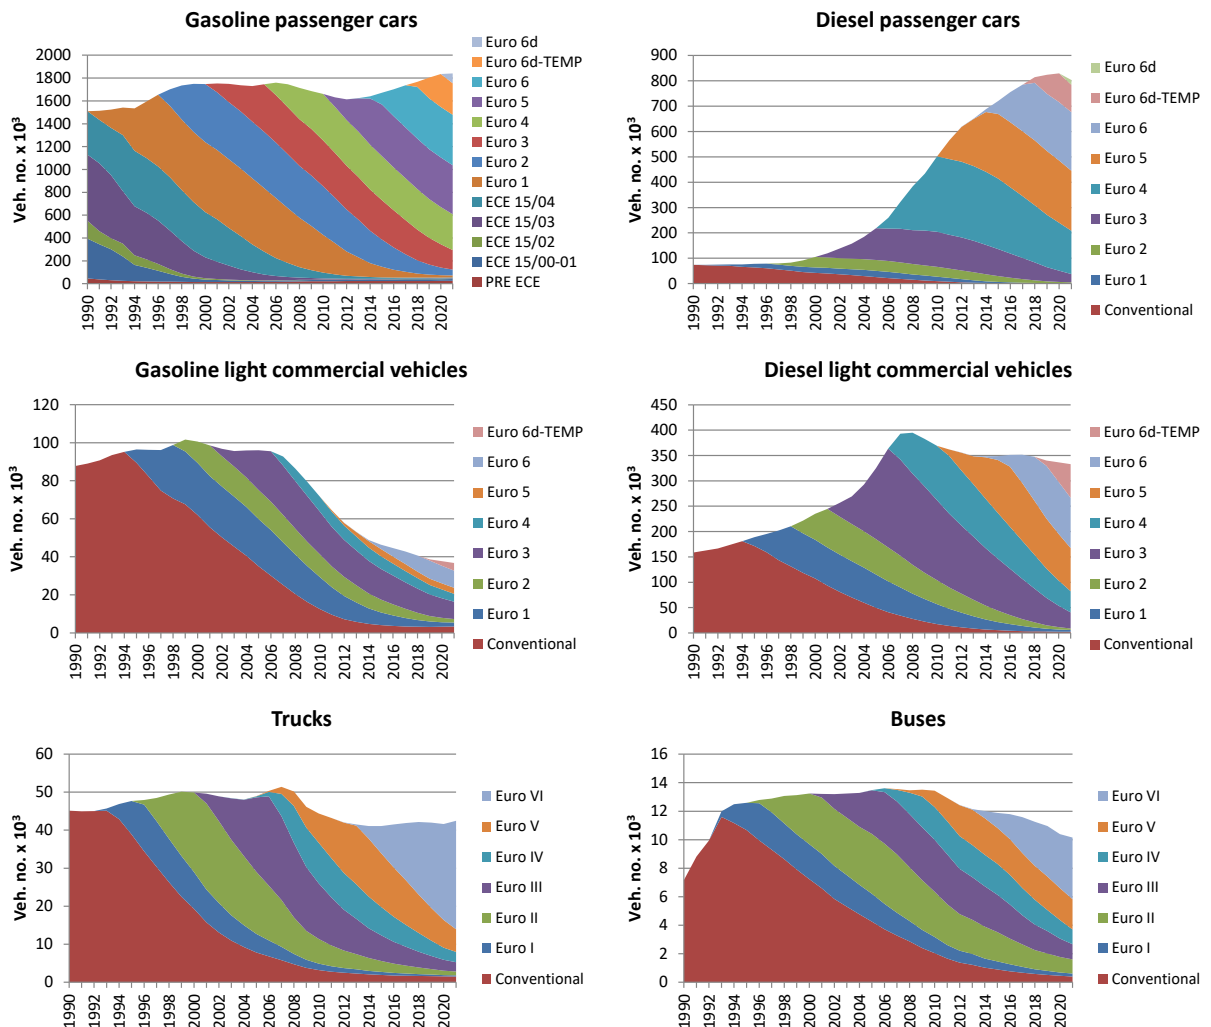 Gasoline passenger cars
Veh. no. x 10³
2000
1800
1600
1400
1200
1000
800
600
400
200
0
1990
1992
1994
1996
1998
2000
2002
2004
2006
2008
2010
2012
2014
2016
2018
2020
Euro 6d
Euro 6d-TEMP
Euro 6
Euro 5
Euro 4
Euro 3
Euro 2
Euro 1
ECE 15/04
ECE 15/03
ECE 15/02
ECE 15/00-01
PRE ECE
Diesel passenger cars
Veh. no. x 10³
900
800
700
600
500
400
300
200
100
0
1990
1992
1994
1996
1998
2000
2002
2004
2006
2008
2010
2012
2014
2016
2018
2020
Euro 6d
Euro 6d-TEMP
Euro 6
Euro 5
Euro 4
Euro 3
Euro 2
Euro 1
Conventional
Gasoline light commercial vehicles
Veh. no. x 10³
120
100
80
60
40
20
0
1990
1992
1994
1996
1998
2000
2002
2004
2006
2008
2010
2012
2014
2016
2018
2020
Euro 6d-TEMP
Euro 6
Euro 5
Euro 4
Euro 3
Euro 2
Euro 1
Conventional
Diesel light commercial vehicles
Veh. no. x 10³
450
400
350
300
250
200
150
100
50
0
1990
1992
1994
1996
1998
2000
2002
2004
2006
2008
2010
2012
2014
2016
2018
2020
Euro 6d-TEMP
Euro 6
Euro 5
Euro 4
Euro 3
Euro 2
Euro 1
Conventional
Trucks
Veh. no. x 10³
60
50
40
30
20
10
0
1990
1992
1994
1996
1998
2000
2002
2004
2006
2008
2010
2012
2014
2016
2018
2020
Euro VI
Euro V
Euro IV
Euro III
Euro II
Euro I
Conventional
Buses
Veh. no. x 10³
16
14
12
10
8
6
4
2
0
1990
1992
1994
1996
1998
2000
2002
2004
2006
2008
2010
2012
2014
2016
2018
2020
Euro VI
Euro V
Euro IV
Euro III
Euro II
Euro I
Conventional